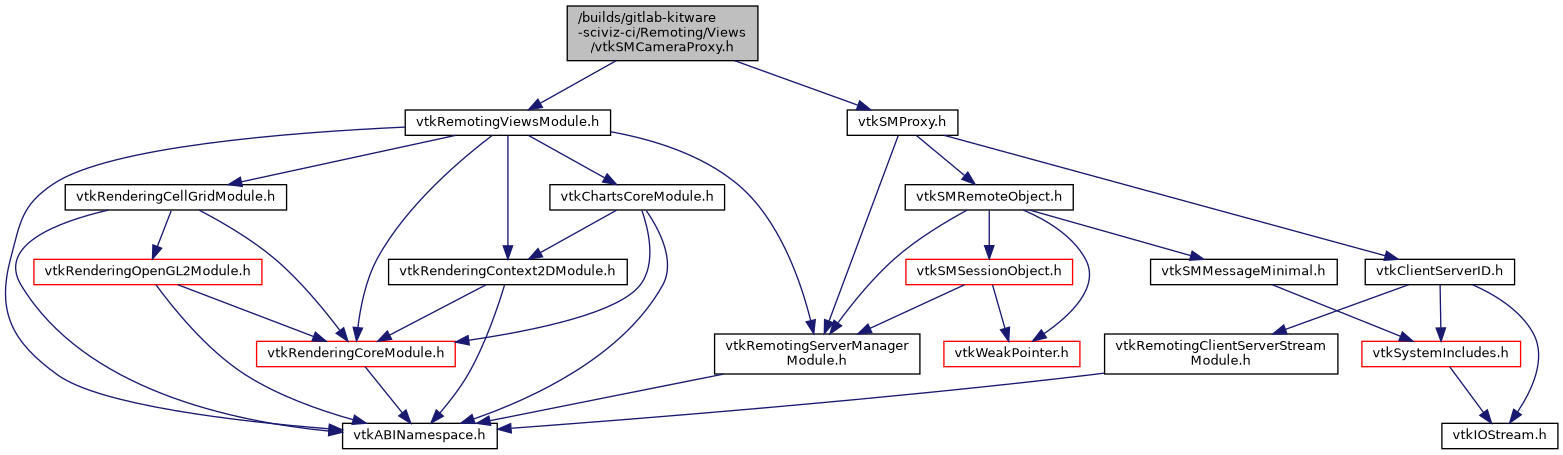 /builds/gitlab-kitware
-sciviz-ci/Remoting/Views
/vtkSMCameraProxy.h
vtkRemotingViewsModule.h
vtkSMProxy.h
vtkRenderingCellGridModule.h
vtkChartsCoreModule.h
vtkSMRemoteObject.h
vtkRenderingOpenGL2Module.h
vtkRenderingContext2DModule.h
vtkSMSessionObject.h
vtkSMMessageMinimal.h
vtkClientServerID.h
vtkRenderingCoreModule.h
vtkRemotingServerManager
Module.h
vtkWeakPointer.h
vtkRemotingClientServerStream
Module.h
vtkSystemIncludes.h
vtkABINamespace.h
vtkIOStream.h